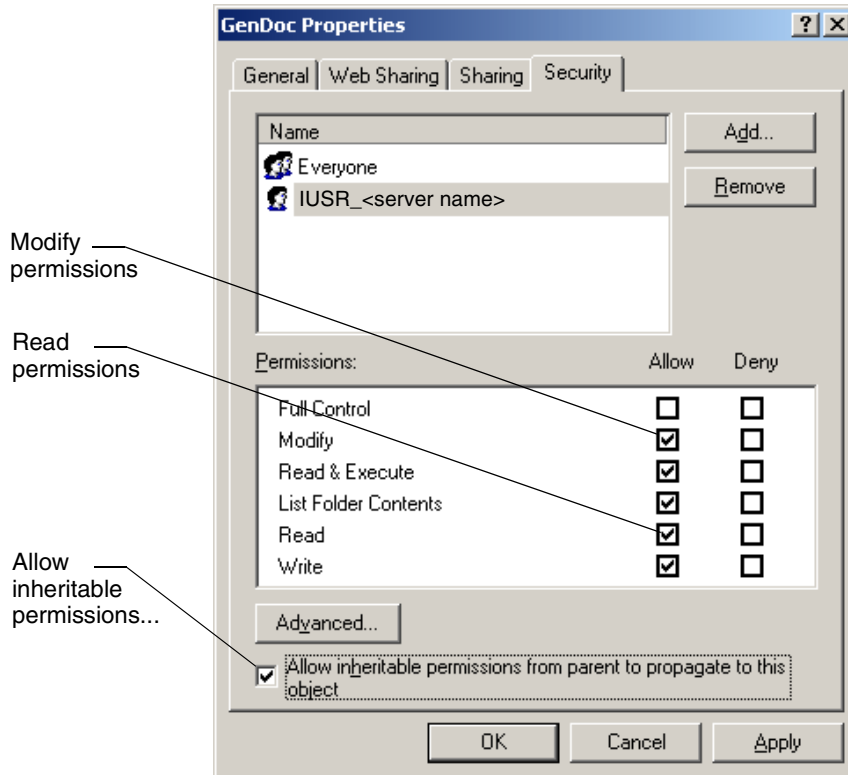 GenDoc Properties
General Web Sharing Sharing Security
Name
Add...
Everyone
IUSR_<server name>
Remove
Modify
permissions
Read
permissions
Permissions: Allow Deny
Full Control
Modify
Read & Execute
List Folder Contents
Read
Write
Allow
inheritable
permissions...
Advanced...
Allow inheritable permissions from parent to propagate to this
object
OK Cancel Apply